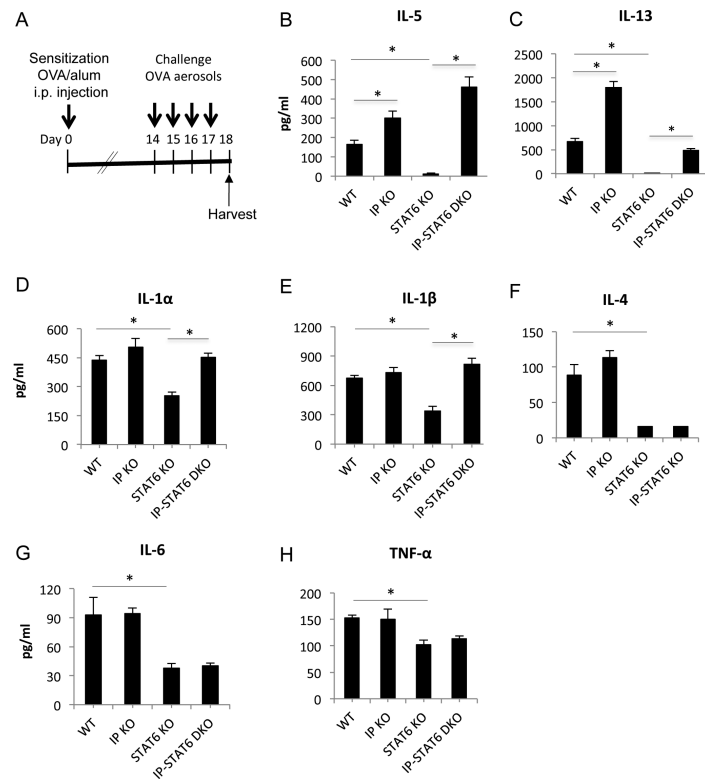 A
Sensitization
OVA/alum
i.p. injection
Challenge
OVA aerosols
Day 0
14 15 16 17 18
Harvest
B
IL-5
*
*
*
pg/ml
600
500
400
300
200
100
0
WT
IP KO
STAT6 KO
IP-STAT6 DKO
C
IL-13
*
*
*
2500
2000
1500
1000
500
0
WT
IP KO
STAT6 KO
IP-STAT6 DKO
D
IL-1α
*
*
pg/ml
600
450
300
150
0
WT
IP KO
STAT6 KO
IP-STAT6 DKO
E
IL-1β
*
*
1200
900
600
300
0
WT
IP KO
STAT6 KO
IP-STAT6 DKO
F
IL-4
*
150
100
50
0
WT
IP KO
STAT6 KO
IP-STAT6 KO
G
IL-6
*
pg/ml
120
90
60
30
0
WT
IP KO
STAT6 KO
IP-STAT6 DKO
H
TNF-α
*
200
150
100
50
0
WT
IP KO
STAT6 KO
IP-STAT6 DKO